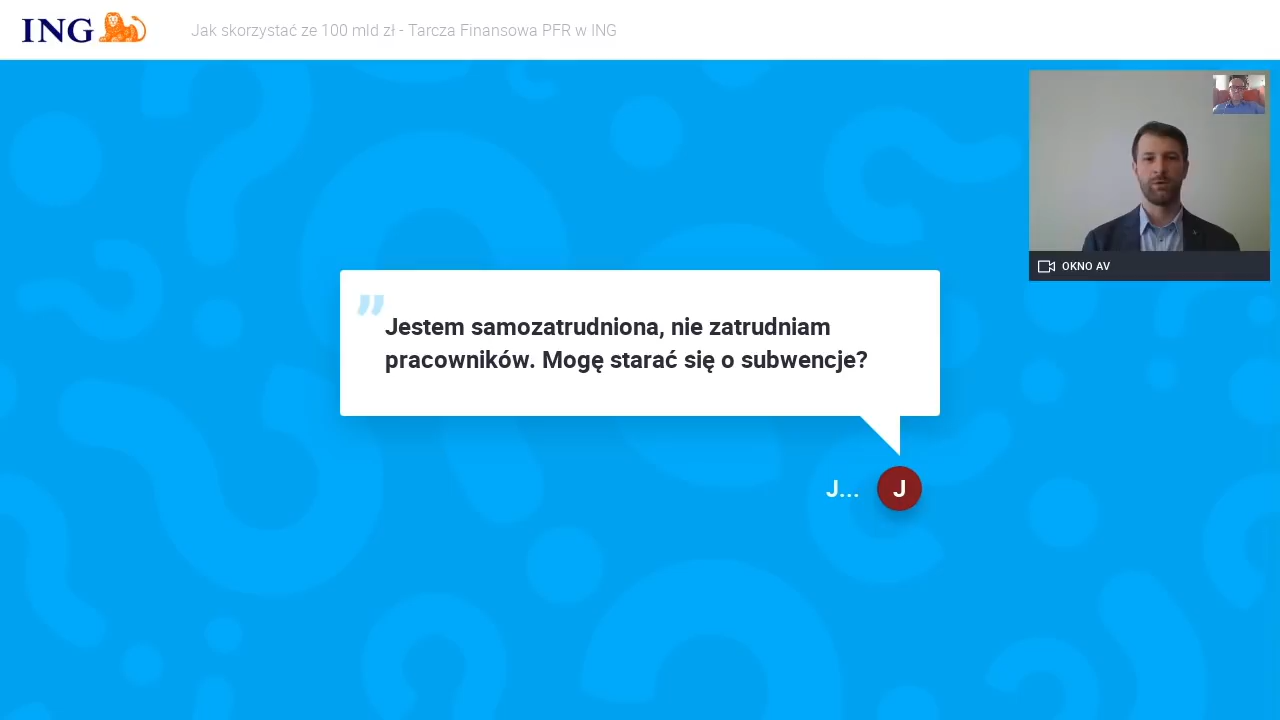 ING
Jak skorzystać ze 100 mld zł - Tarcza Finansowa PFR w ING
OKNO AV
" Jestem samozatrudniona, nie zatrudniam
pracowników. Mogę starać się o subwencje?
J... J